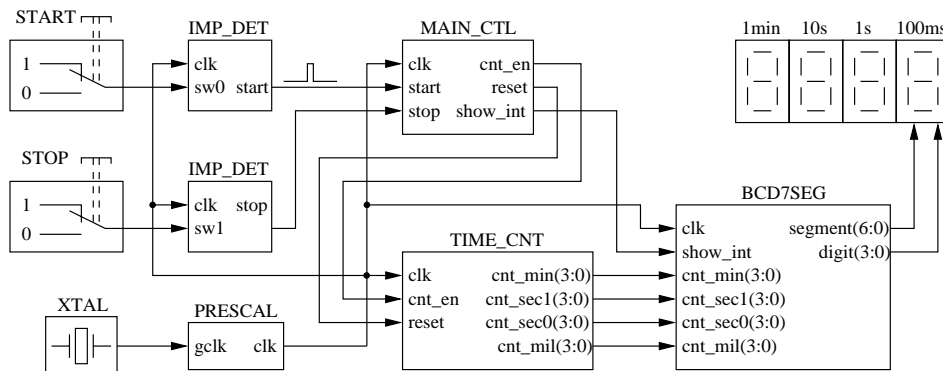 START
1
0
IMP_DET
clk
sw0 start
MAIN_CTL
clk cnt_en
start reset
stop show_int
1min 10s 1s 100ms
STOP
1
0
IMP_DET
clk stop
sw1
TIME_CNT
clk cnt_min(3:0)
cnt_en cnt_sec1(3:0)
reset cnt_sec0(3:0)
cnt_mil(3:0)
BCD7SEG
clk segment(6:0)
show_int digit(3:0)
cnt_min(3:0)
cnt_sec1(3:0)
cnt_sec0(3:0)
cnt_mil(3:0)
XTAL
PRESCAL
gclk clk